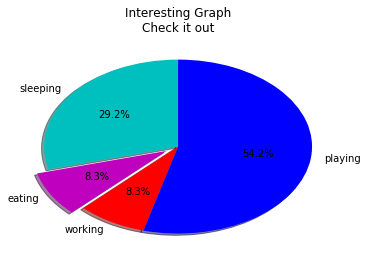 Interesting Graph
Check it out
sleeping
29.2%
54.2%
playing
8.3%
eating
8.3%
working